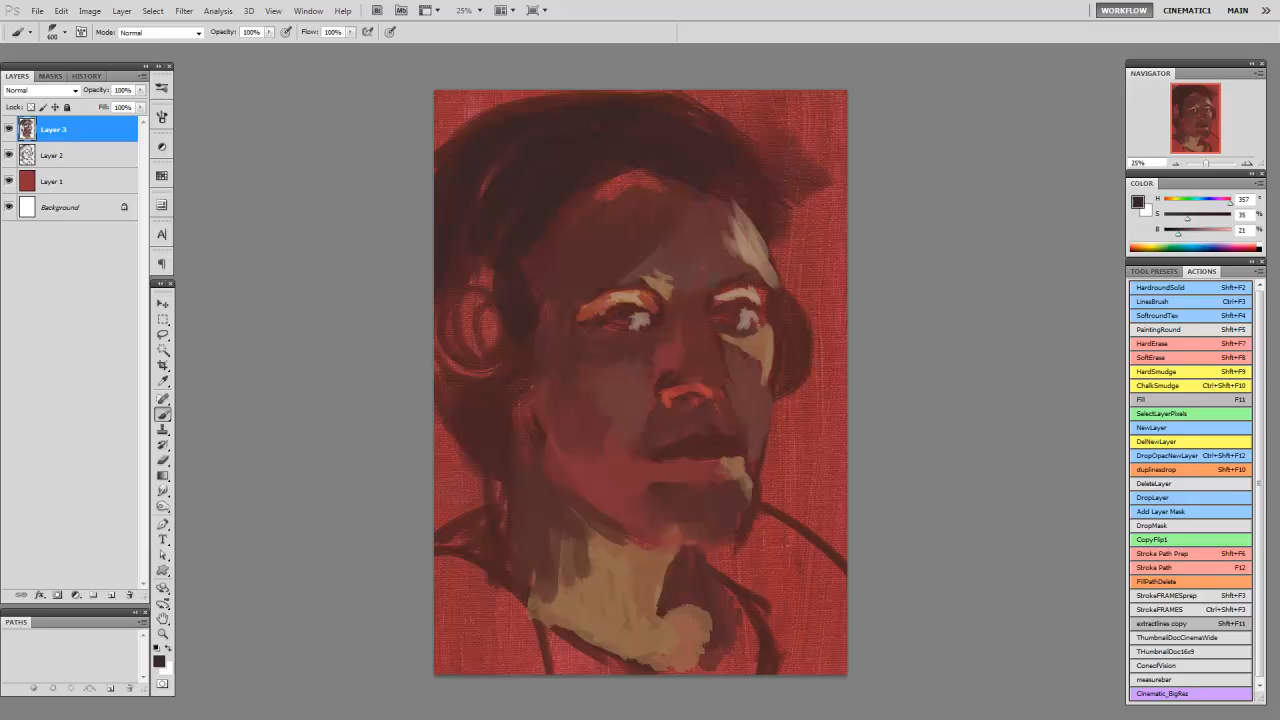 Ps File Edit Image Layer Select Filter Analysis 3D View Window Help Br Mb 25% WORKFLOW CINEMATIC1 MAIN
600 Mode: Normal Opacity: 100% Flow: 100%
LAYERS MASKS HISTORY
Normal Opacity: 100%
Lock: Fill: 100%
Layer 3
Layer 2
Layer 1
Background
PATHS
NAVIGATOR
25%
COLOR
H 357 °
S 35 %
B 21 %
TOOL PRESETS ACTIONS
HardroundSolid Shft+F2
LinesBrush Ctrl+F3
SoftroundTex Shft+F4
PaintingRound Shft+F5
HardErase Shft+F7
SoftErase Shft+F8
HardSmudge Shft+F9
ChalkSmudge Ctrl+Shft+F10
Fill F11
SelectLayerPixels
NewLayer
DelNewLayer
DropOpacNewLayer Ctrl+Shft+F12
duplinesdrop Shft+F10
DeleteLayer
DropLayer
Add Layer Mask
DropMask
CopyFlip1
Stroke Path Prep Shft+F6
Stroke Path F12
FillPathDelete
StrokeFRAMESprep Shft+F3
StrokeFRAMES Ctrl+Shft+F3
extractlines copy Shft+F11
ThumbnailDocCinemaWide
THumbnailDoc16x9
ConeofVision
measurebar
Cinematic_BigRez